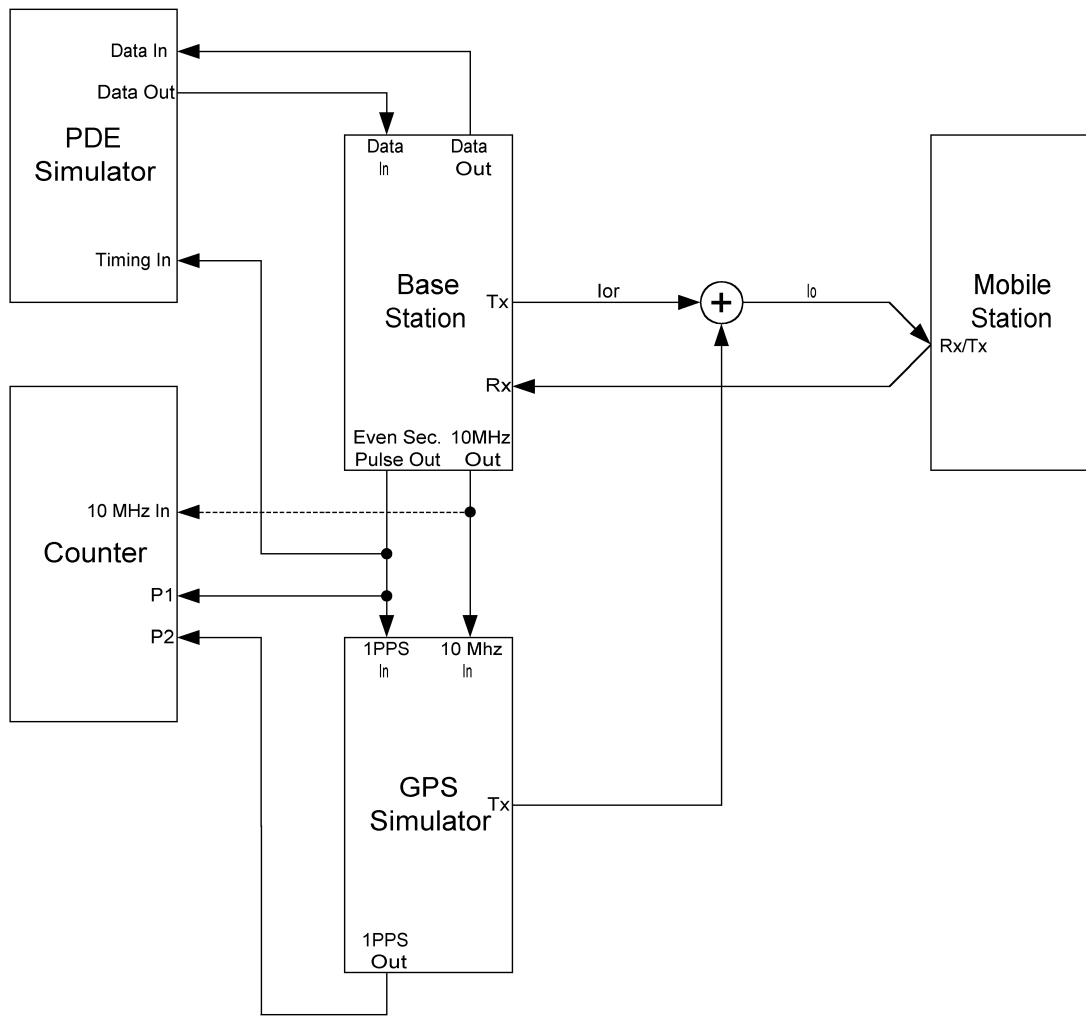 Data In
Data Out
PDE
Simulator
Timing In
Data
In
Data
Out
Base
Station
Tx
Rx
Even Sec.
Pulse Out
10MHz
Out
Ior
+
Io
Mobile
Station
Rx/Tx
10 MHz In
Counter
P1
P2
1PPS
In
10 Mhz
In
GPS
Simulator
Tx
1PPS
Out